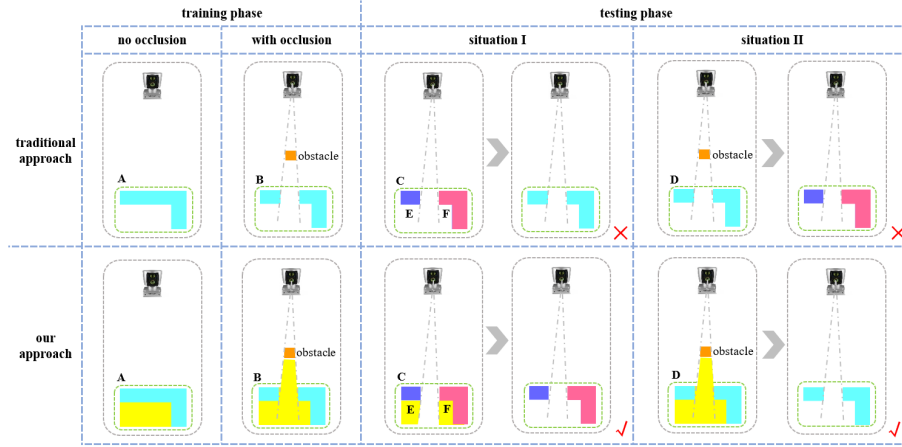 training phase
testing phase
no occlusion
with occlusion
situation I
situation II
traditional
approach
obstacle
obstacle
A
B
C
D
E
F
our
approach
obstacle
obstacle
A
B
C
D
E
F